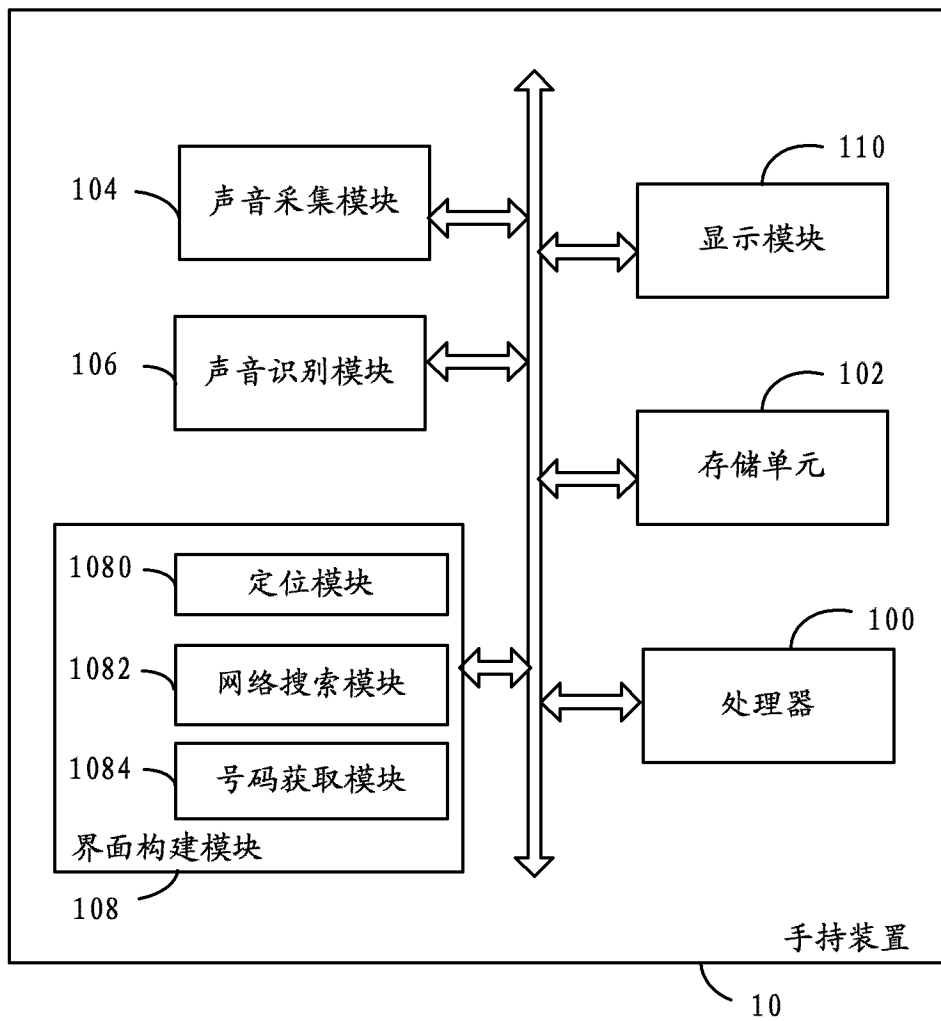 110
104
声音采集模块
显示模块
106
声音识别模块
102
存储单元
1080
定位模块
1082
网络搜索模块
100
处理器
1084
号码获取模块
界面构建模块
108
手持装置
10